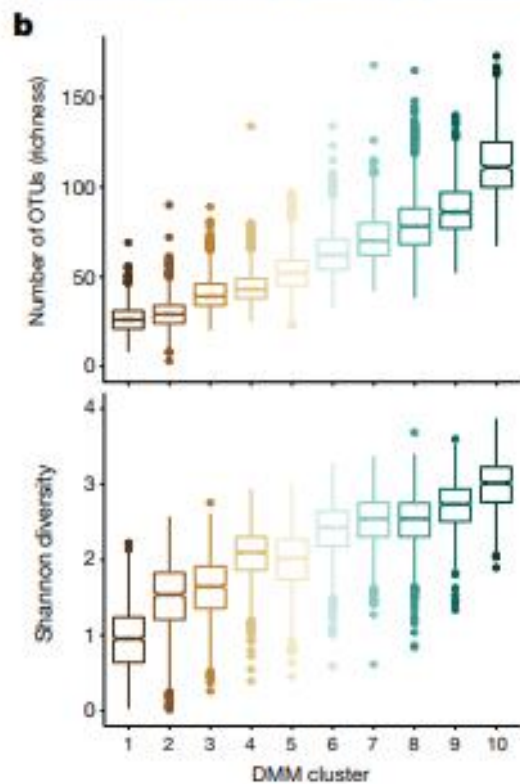 b
Number of OTUs (richness)
150
100
50
0
Shannon diversity
4
3
2
1
0
1 2 3 4 5 6 7 8 9 10
DMM cluster